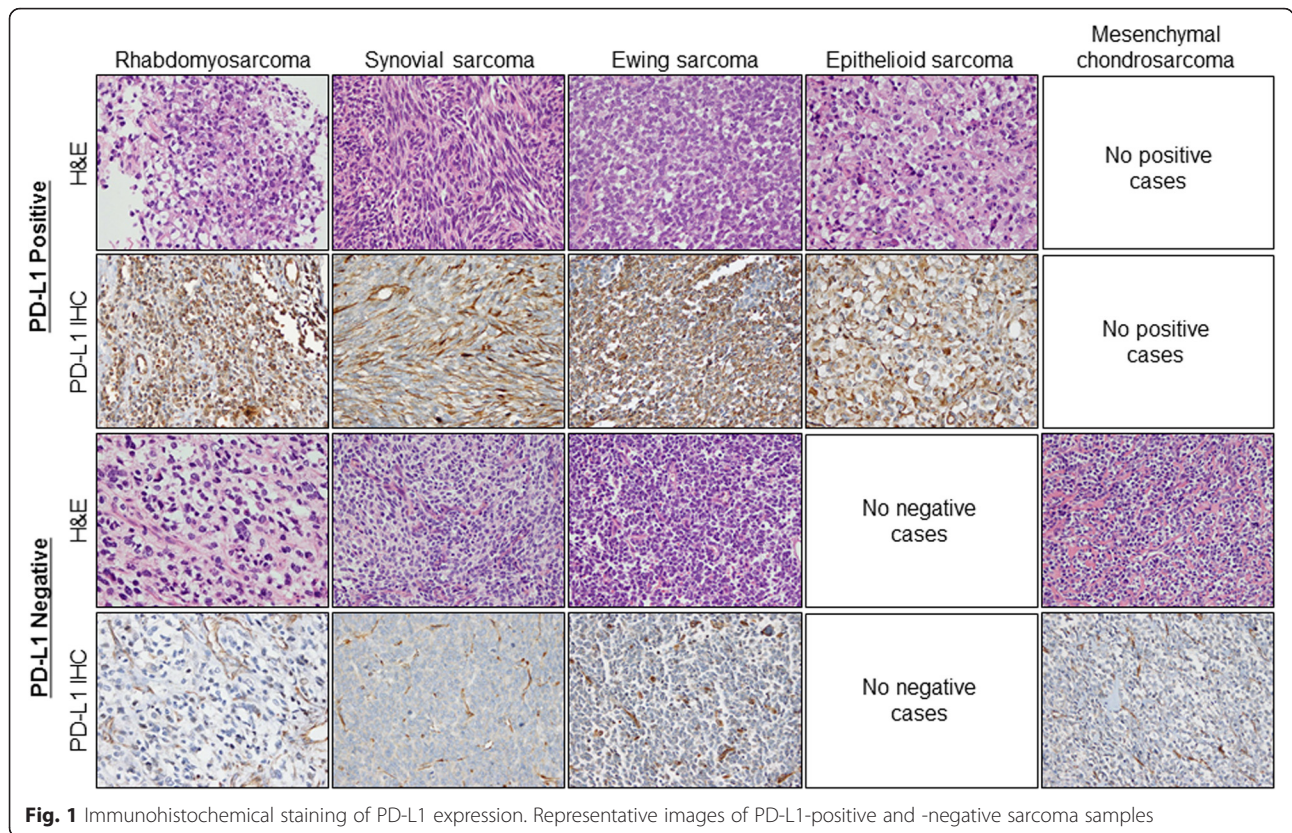 Rhabdomyosarcoma Synovial sarcoma Ewing sarcoma Epithelioid sarcoma Mesenchymal
chondrosarcoma
PD-L1 Positive
H&E
No positive
cases
PD-L1 IHC
No positive
cases
PD-L1 Negative
H&E
No negative
cases
PD-L1 IHC
No negative
cases
Fig. 1 Immunohistochemical staining of PD-L1 expression. Representative images of PD-L1-positive and -negative sarcoma samples